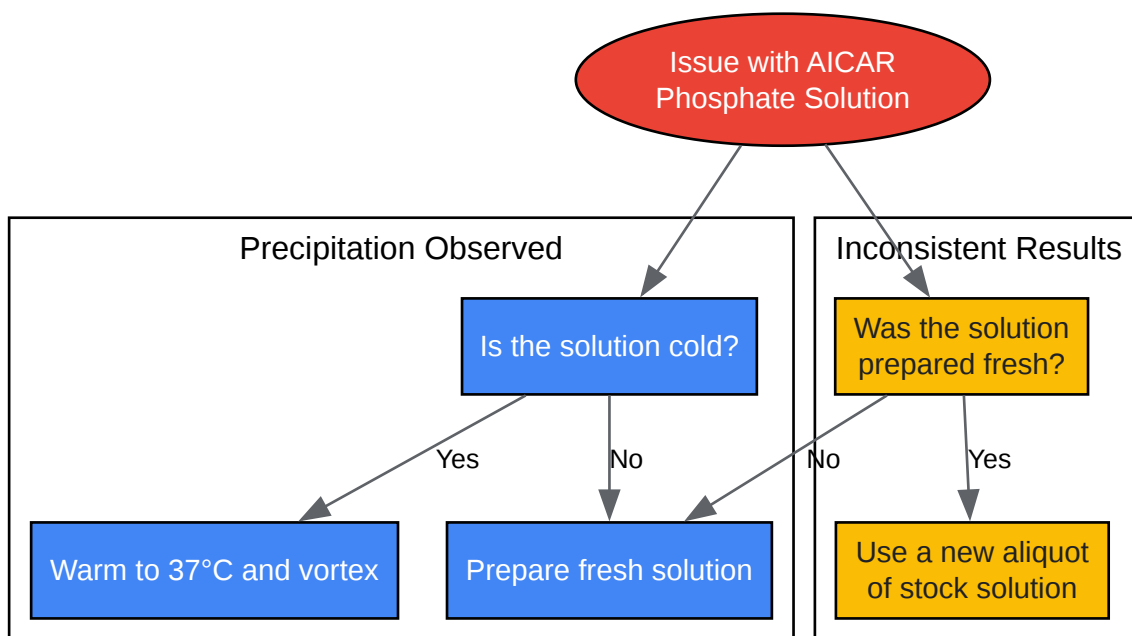 Issue with AICAR
Phosphate Solution
Precipitation Observed
Inconsistent Results
Is the solution cold?
Was the solution
prepared fresh?
Yes
No
No
Yes
Warm to 37°C and vortex
Prepare fresh solution
Use a new aliquot
of stock solution